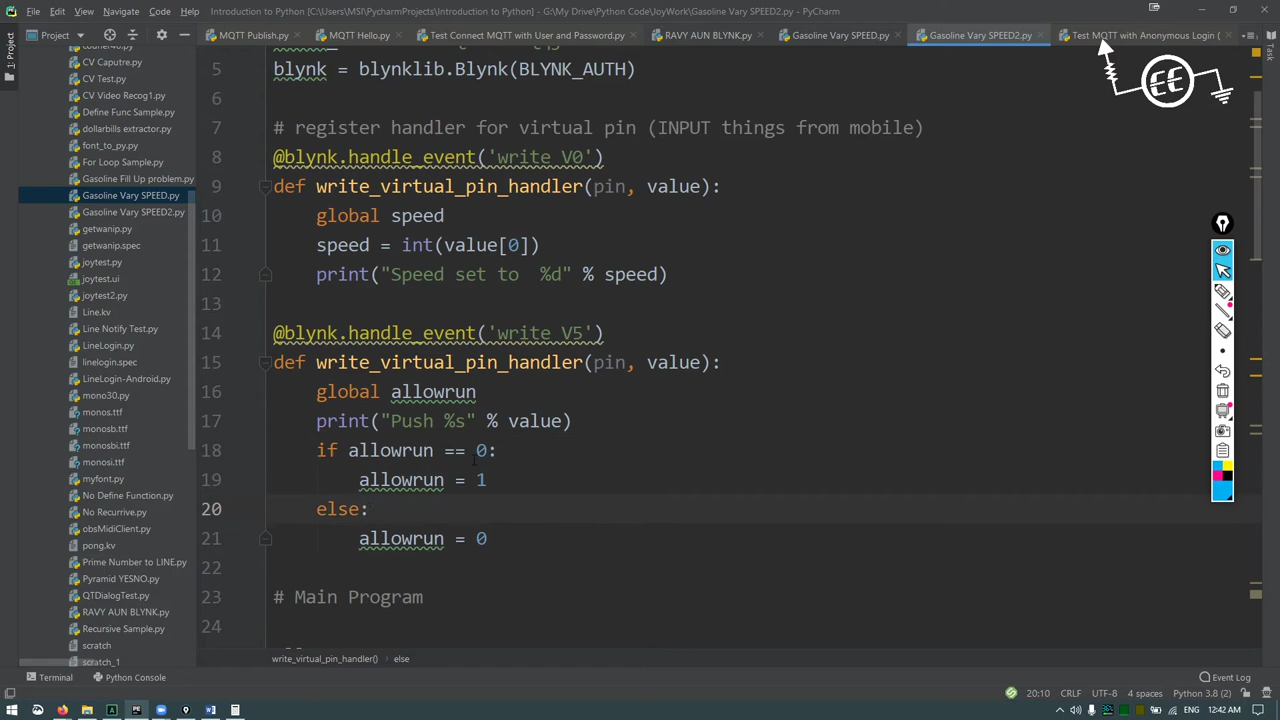 File Edit View Navigate Code Re Introduction to Python [C:\Users\MSI\PycharmProjects\Introduction to Python] - G:\My Drive\Python Code\JoyWork\Gasoline Vary SPEED2.py - PyCharm
Project
MQTT Publish.py
MQTT Hello.py
Test Connect MQTT with User and Password.py
RAVY AUN BLYNK.py
Gasoline Vary SPEED.py
Gasoline Vary SPEED2.py
Test MQTT with Anonymous Login (
EE
Project
Task
CV Caputre.py
CV Test.py
CV Video Recog1.py
Define Func Sample.py
dollarbills extractor.py
font_to_py.py
For Loop Sample.py
Gasoline Fill Up problem.py
Gasoline Vary SPEED.py
Gasoline Vary SPEED2.py
getwanip.py
getwanip.spec
joytest.py
joytest.ui
joytest2.py
Line.kv
Line Notify Test.py
LineLogin.py
linelogin.spec
LineLogin-Android.py
mono30.py
monos.ttf
monosb.ttf
monosbi.ttf
monosi.ttf
myfont.py
No Define Function.py
No Recurrive.py
obsMidiClient.py
pong.kv
Prime Number to LINE.py
Pyramid YESNO.py
QTDialogTest.py
RAVY AUN BLYNK.py
Recursive Sample.py
scratch
scratch_1
5 blynk = blynklib.Blynk(BLYNK_AUTH)
6
7 # register handler for virtual pin (INPUT things from mobile)
8 @blynk.handle_event('write V0')
9 def write_virtual_pin_handler(pin, value):
10 global speed
11 speed = int(value[0])
12 print("Speed set to  %d" % speed)
13
14 @blynk.handle_event('write V5')
15 def write_virtual_pin_handler(pin, value):
16 global allowrun
17 print("Push %s" % value)
18 if allowrun == 0:
19 allowrun = 1
20 else:
21 allowrun = 0
22
23 # Main Program
24
write_virtual_pin_handler() else
Terminal Python Console Event Log
20:10 CRLF UTF-8 4 spaces Python 3.8 (2)
12:42 AM